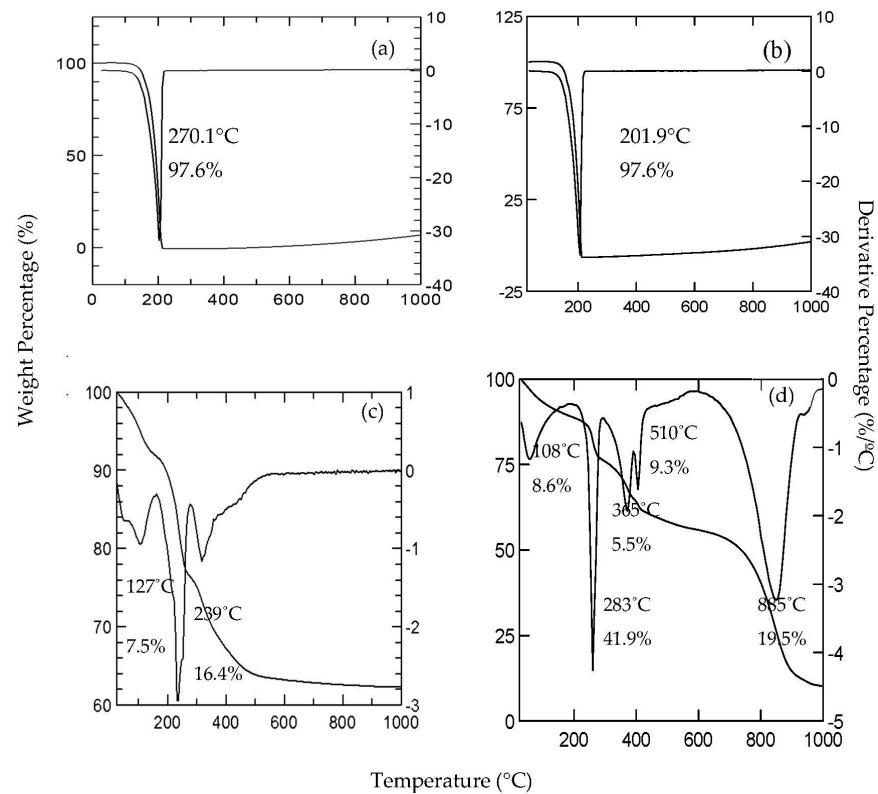 (a)
10
100
0
-10
270.1°C
50
97.6%
-20
0
-30
-40
0 200 400 600 800 1000
(b)
125
10
100
0
75
-10
201.9°C
97.6%
-20
25
-30
-25
-40
200 400 600 800 1000
Weight Percentage (%)
Derivative Percentage (%/°C)
(c)
100
1
90
0
80
-1
127°C
239°C
70
7.5%
16.4%
-2
60
-3
200 400 600 800 1000
(d)
100
0
108°C
510°C
-1
75
8.6%
9.3%
365°C
-2
50
5.5%
-3
283°C
885°C
25
41.9%
19.5%
-4
0
-5
200 400 600 800 1000
Temperature (°C)